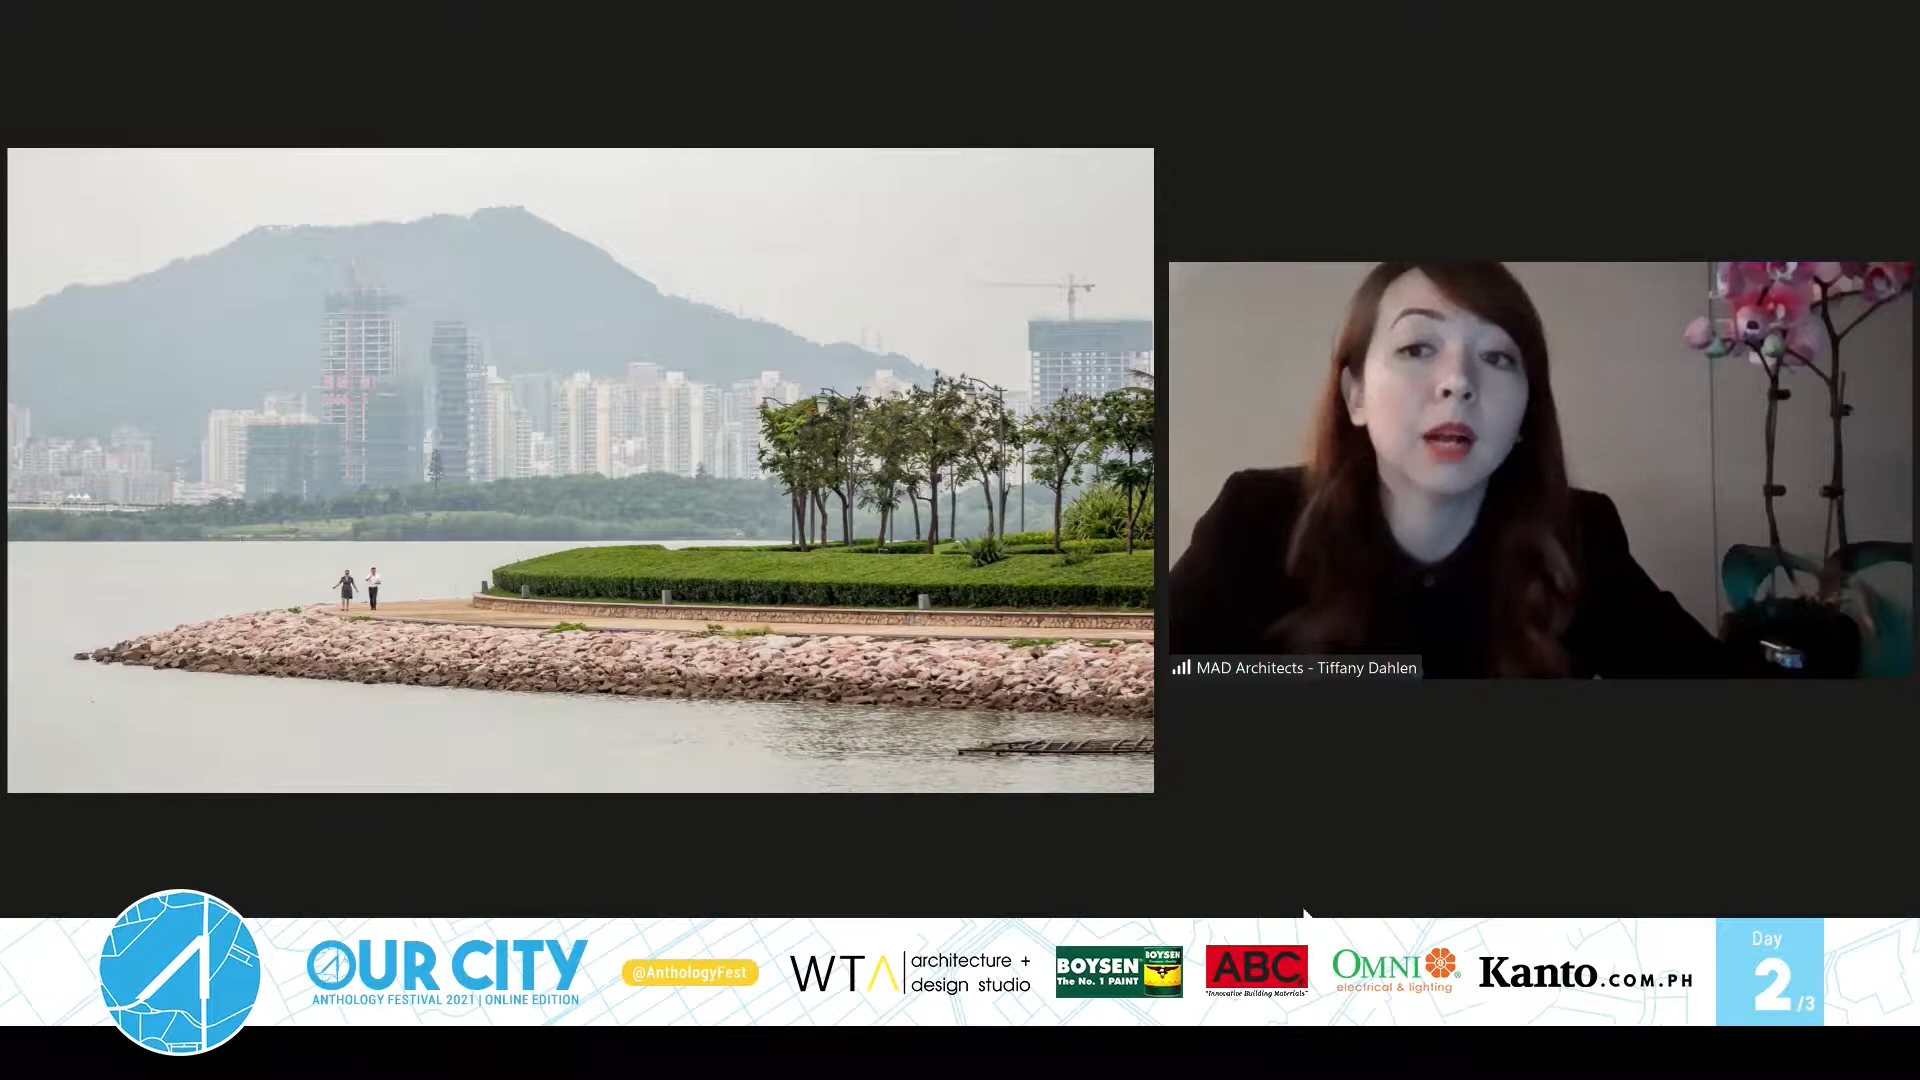 MAD Architects - Tiffany Dahlen
OUR CITY
ANTHOLOGY FESTIVAL 2021 | ONLINE EDITION
@AnthologyFest
WTA
architecture +
design studio
BOYSEN
The No. 1 PAINT
BOYSEN
ABC
"Innovative Building Materials"
OMNI
electrical & lighting
Kanto.COM.PH
Day
2/3